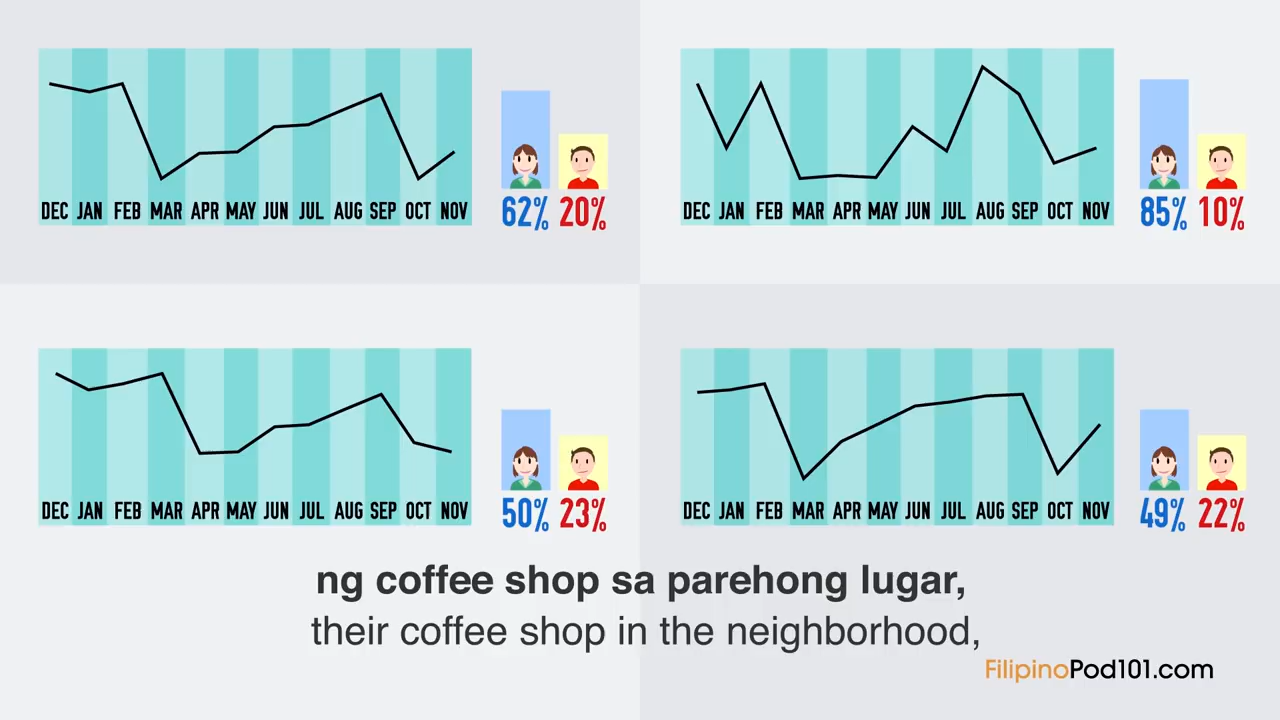 DEC JAN FEB MAR APR MAY JUN JUL AUG SEP OCT NOV
62% 20%
DEC JAN FEB MAR APR MAY JUN JUL AUG SEP OCT NOV
85% 10%
DEC JAN FEB MAR APR MAY JUN JUL AUG SEP OCT NOV
50% 23%
DEC JAN FEB MAR APR MAY JUN JUL AUG SEP OCT NOV
49% 22%
ng coffee shop sa parehong lugar,
their coffee shop in the neighborhood,
FilipinoPod101.com